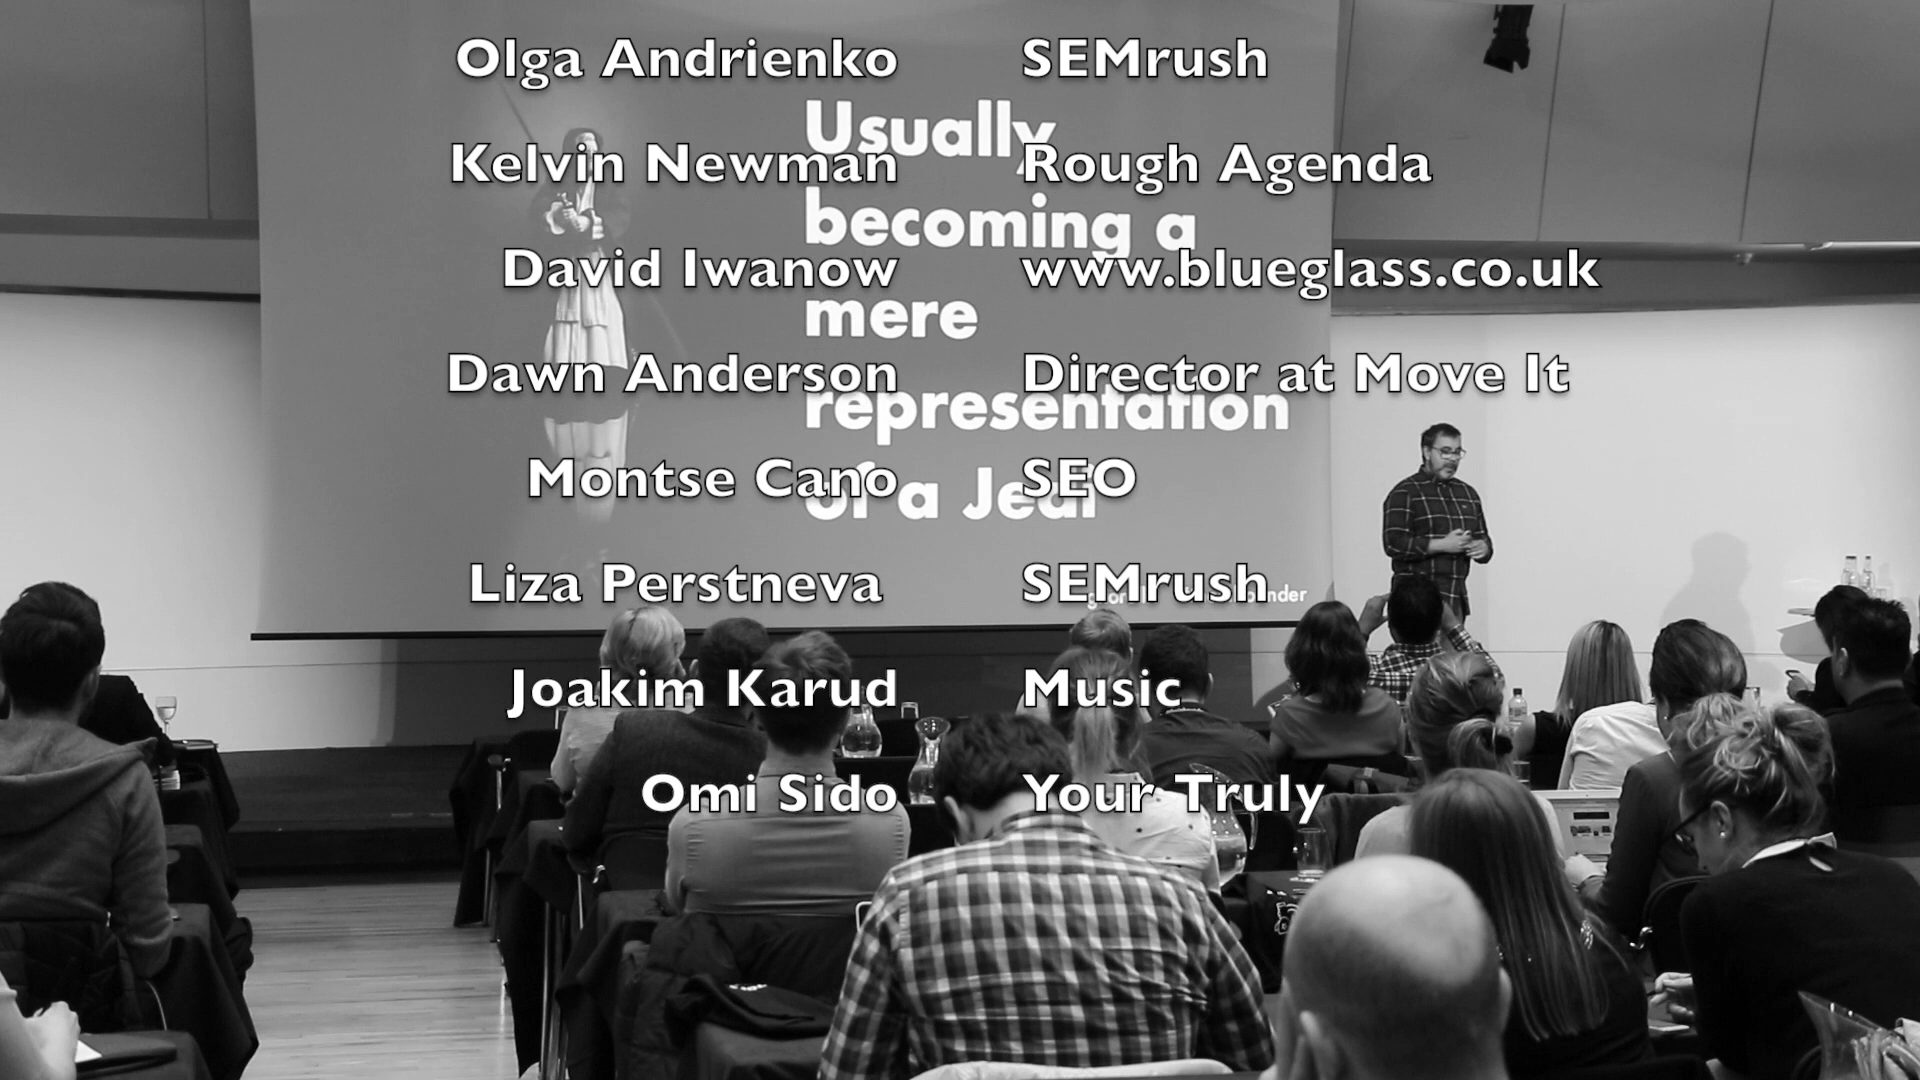 Olga Andrienko SEMrush
Kelvin Newman Rough Agenda
David Iwanow www.blueglass.co.uk
Dawn Anderson Director at Move It
Montse Cano SEO
Liza Perstneva SEMrush
Joakim Karud Music
Omi Sido Your Truly
Usually
becoming a
mere
representation
of a Jedi